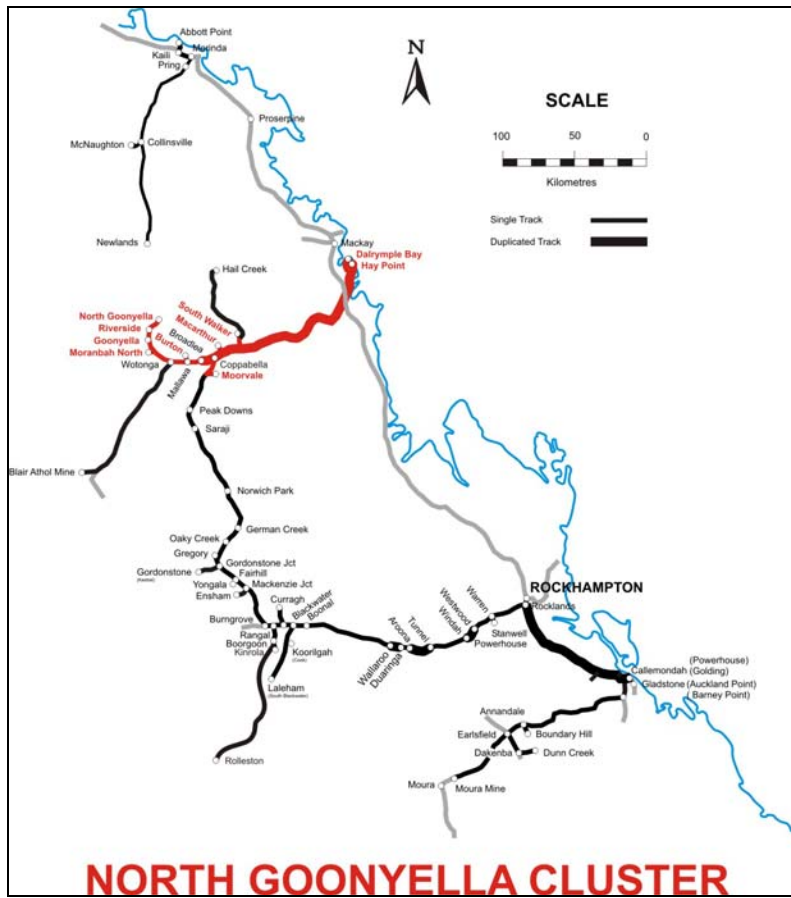 Abbott Point
Kaili
Merinda
Pring
N
SCALE
100 50 0
Kilometres
Proserpine
McNaughton
Collinsville
Single Track
Duplicated Track
Newlands
Mackay
Dalrymple Bay
Hay Point
Hail Creek
North Goonyella
South Walker
Riverside
Macarthur
Goonyella
Broadlea
Burton
Moranbah North
Wotonga
Mallawa
Coppabella
Moorvale
Peak Downs
Saraji
Blair Athol Mine
Norwich Park
German Creek
Oaky Creek
Gregory
Gordonstone Jct
Gordonstone
(Kestrel)
Fairhill
Yongala
Mackenzie Jct
Ensham
Curragh
Blackwater
Boonal
Burngrove
Rangal
Boorgoon
Kinrola
Koorilgah
(Cook)
Laleham
(South Blackwater)
Rolleston
Wallaroo
Duaringa
Aroona
Tunnel
Windah
Westwood
Warren
Stanwell
Powerhouse
ROCKHAMPTON
Rocklands
Callemondah
(Powerhouse)
(Golding)
Gladstone
(Auckland Point)
( Barney Point)
Annandale
Earlsfield
Boundary Hill
Dakenba
Dunn Creek
Moura
Moura Mine
NORTH GOONYELLA CLUSTER